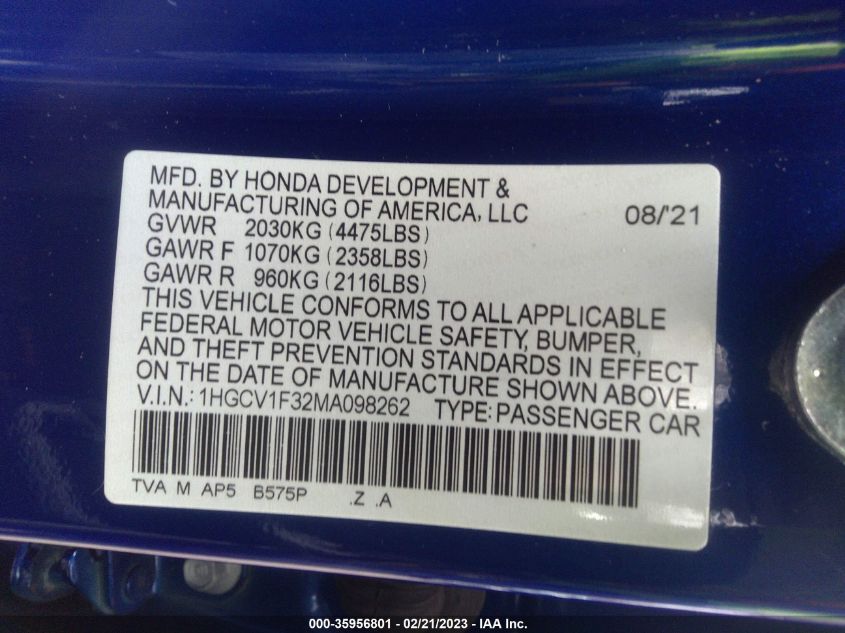 MFD. BY HONDA DEVELOPMENT &
MANUFACTURING OF AMERICA, LLC 08/'21
GVWR 2030KG (4475LBS)
GAWR F 1070KG (2358LBS)
GAWR R 960KG (2116LBS)
THIS VEHICLE CONFORMS TO ALL APPLICABLE
FEDERAL MOTOR VEHICLE SAFETY, BUMPER,
AND THEFT PREVENTION STANDARDS IN EFFECT
ON THE DATE OF MANUFACTURE SHOWN ABOVE.
V.I.N.: 1HGCV1F32MA098262 TYPE: PASSENGER CAR
TVA M AP5 B575P .Z .A
000-35956801 - 02/21/2023 - IAA Inc.